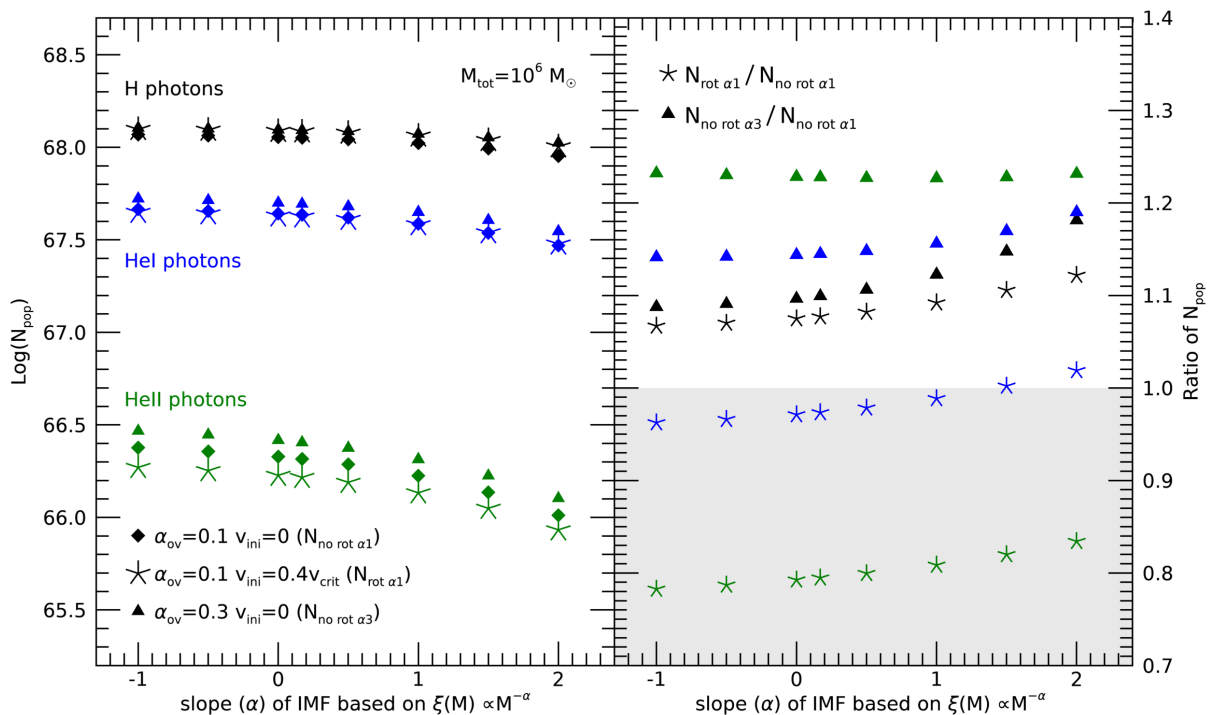 68.5
68.0
67.5
67.0
66.5
66.0
65.5
Log(N_pop)
H photons
M_tot=10^6 M_⊙
HeI photons
HeII photons
α_ov=0.1 v_ini=0 (N_no rot α1)
α_ov=0.1 v_ini=0.4v_crit (N_rot α1)
α_ov=0.3 v_ini=0 (N_no rot α3)
-1 0 1 2
slope (α) of IMF based on ξ(M) ∝M^-α
N_rot α1 / N_no rot α1
N_no rot α3 / N_no rot α1
1.4
1.3
1.2
1.1
1.0
0.9
0.8
0.7
Ratio of N_pop
-1 0 1 2
slope (α) of IMF based on ξ(M) ∝M^-α